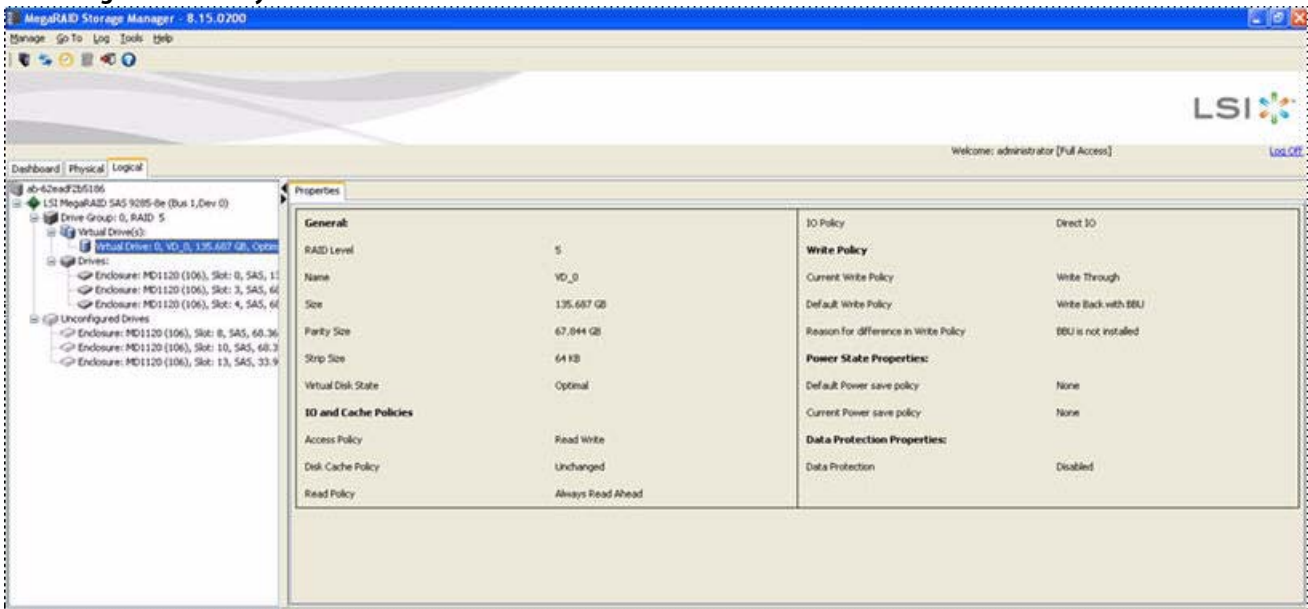 MegaRAID Storage Manager - 8.15.0200
Manage Go To Log Tools Help
LSI
Welcome: administrator [Full Access]
Log Off
Dashboard Physical Logical
ab-62eadf2b5186
LSI MegaRAID SAS 9285-8e (Bus 1,Dev 0)
Drive Group: 0, RAID 5
Virtual Drive(s):
Virtual Drive: 0, VD_0, 135.687 GB, Optim
Drives:
Enclosure: MD1120 (106), Slot: 0, SAS, 13
Enclosure: MD1120 (106), Slot: 3, SAS, 68
Enclosure: MD1120 (106), Slot: 4, SAS, 68
Unconfigured Drives
Enclosure: MD1120 (106), Slot: 8, SAS, 68.36
Enclosure: MD1120 (106), Slot: 10, SAS, 68.3
Enclosure: MD1120 (106), Slot: 13, SAS, 33.9
Properties
General:
RAID Level 5
Name VD_0
Size 135.687 GB
Parity Size 67.844 GB
Strip Size 64 KB
Virtual Disk State Optimal
IO and Cache Policies
Access Policy Read Write
Disk Cache Policy Unchanged
Read Policy Always Read Ahead
IO Policy Direct IO
Write Policy
Current Write Policy Write Through
Default Write Policy Write Back with BBU
Reason for difference in Write Policy BBU is not installed
Power State Properties:
Default Power save policy None
Current Power save policy None
Data Protection Properties:
Data Protection Disabled